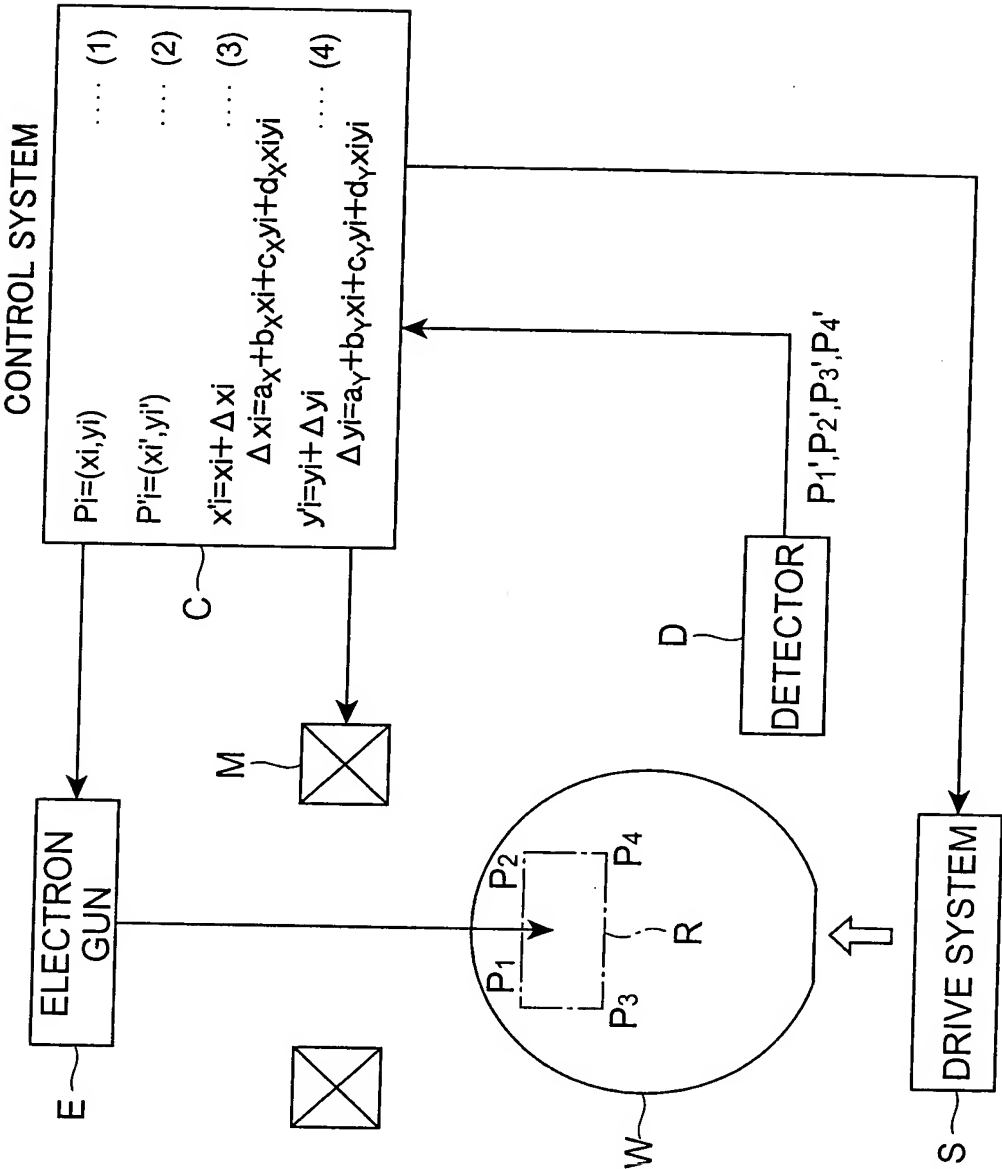 CONTROL SYSTEM
Pi=(xi,yi) ····· (1)
P'i=(xi',yi') ····· (2)
x'i=xi+Δxi ····· (3)
Δxi=aX+bXxi+cXyi+dXxiyi
y'i=yi+Δyi ····· (4)
Δyi=aY+bYxi+cYyi+dYxiyi
C
ELECTRON
GUN
E
M
P1
P2
P3
P4
R
W
D
DETECTOR
P1',P2',P3',P4'
DRIVE SYSTEM
S